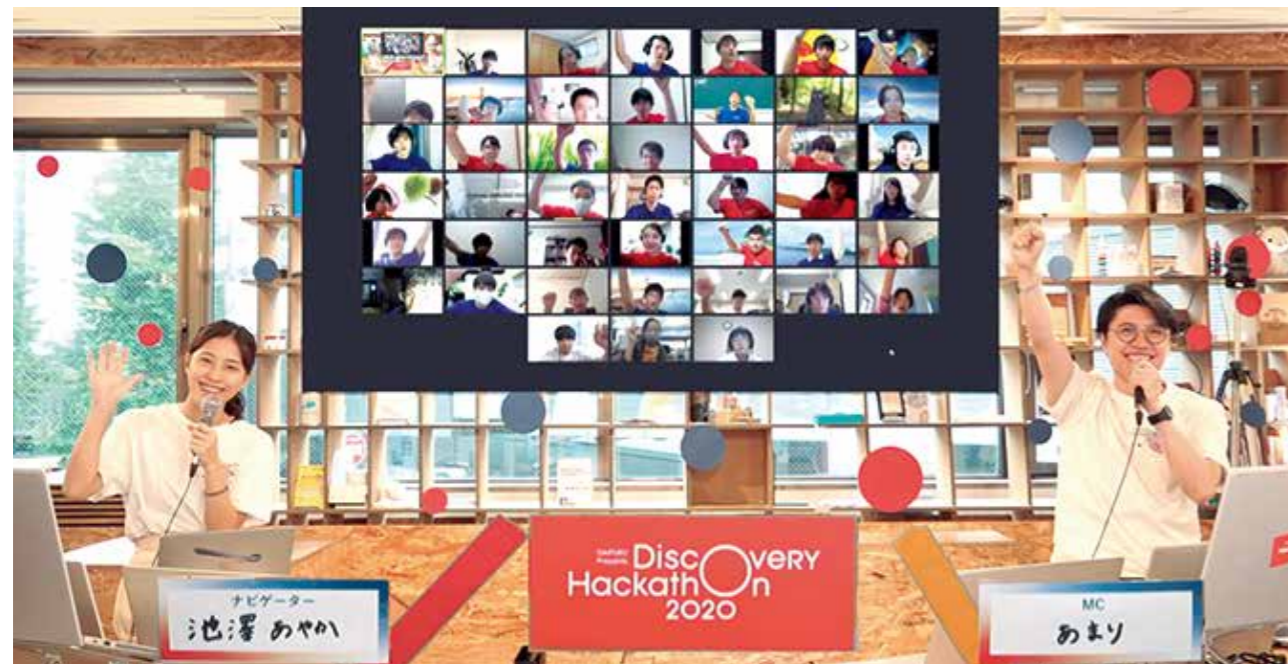 ナビゲーター
池澤 あやか
Presents
Discovery
Hackathon
2020
MC
あまり